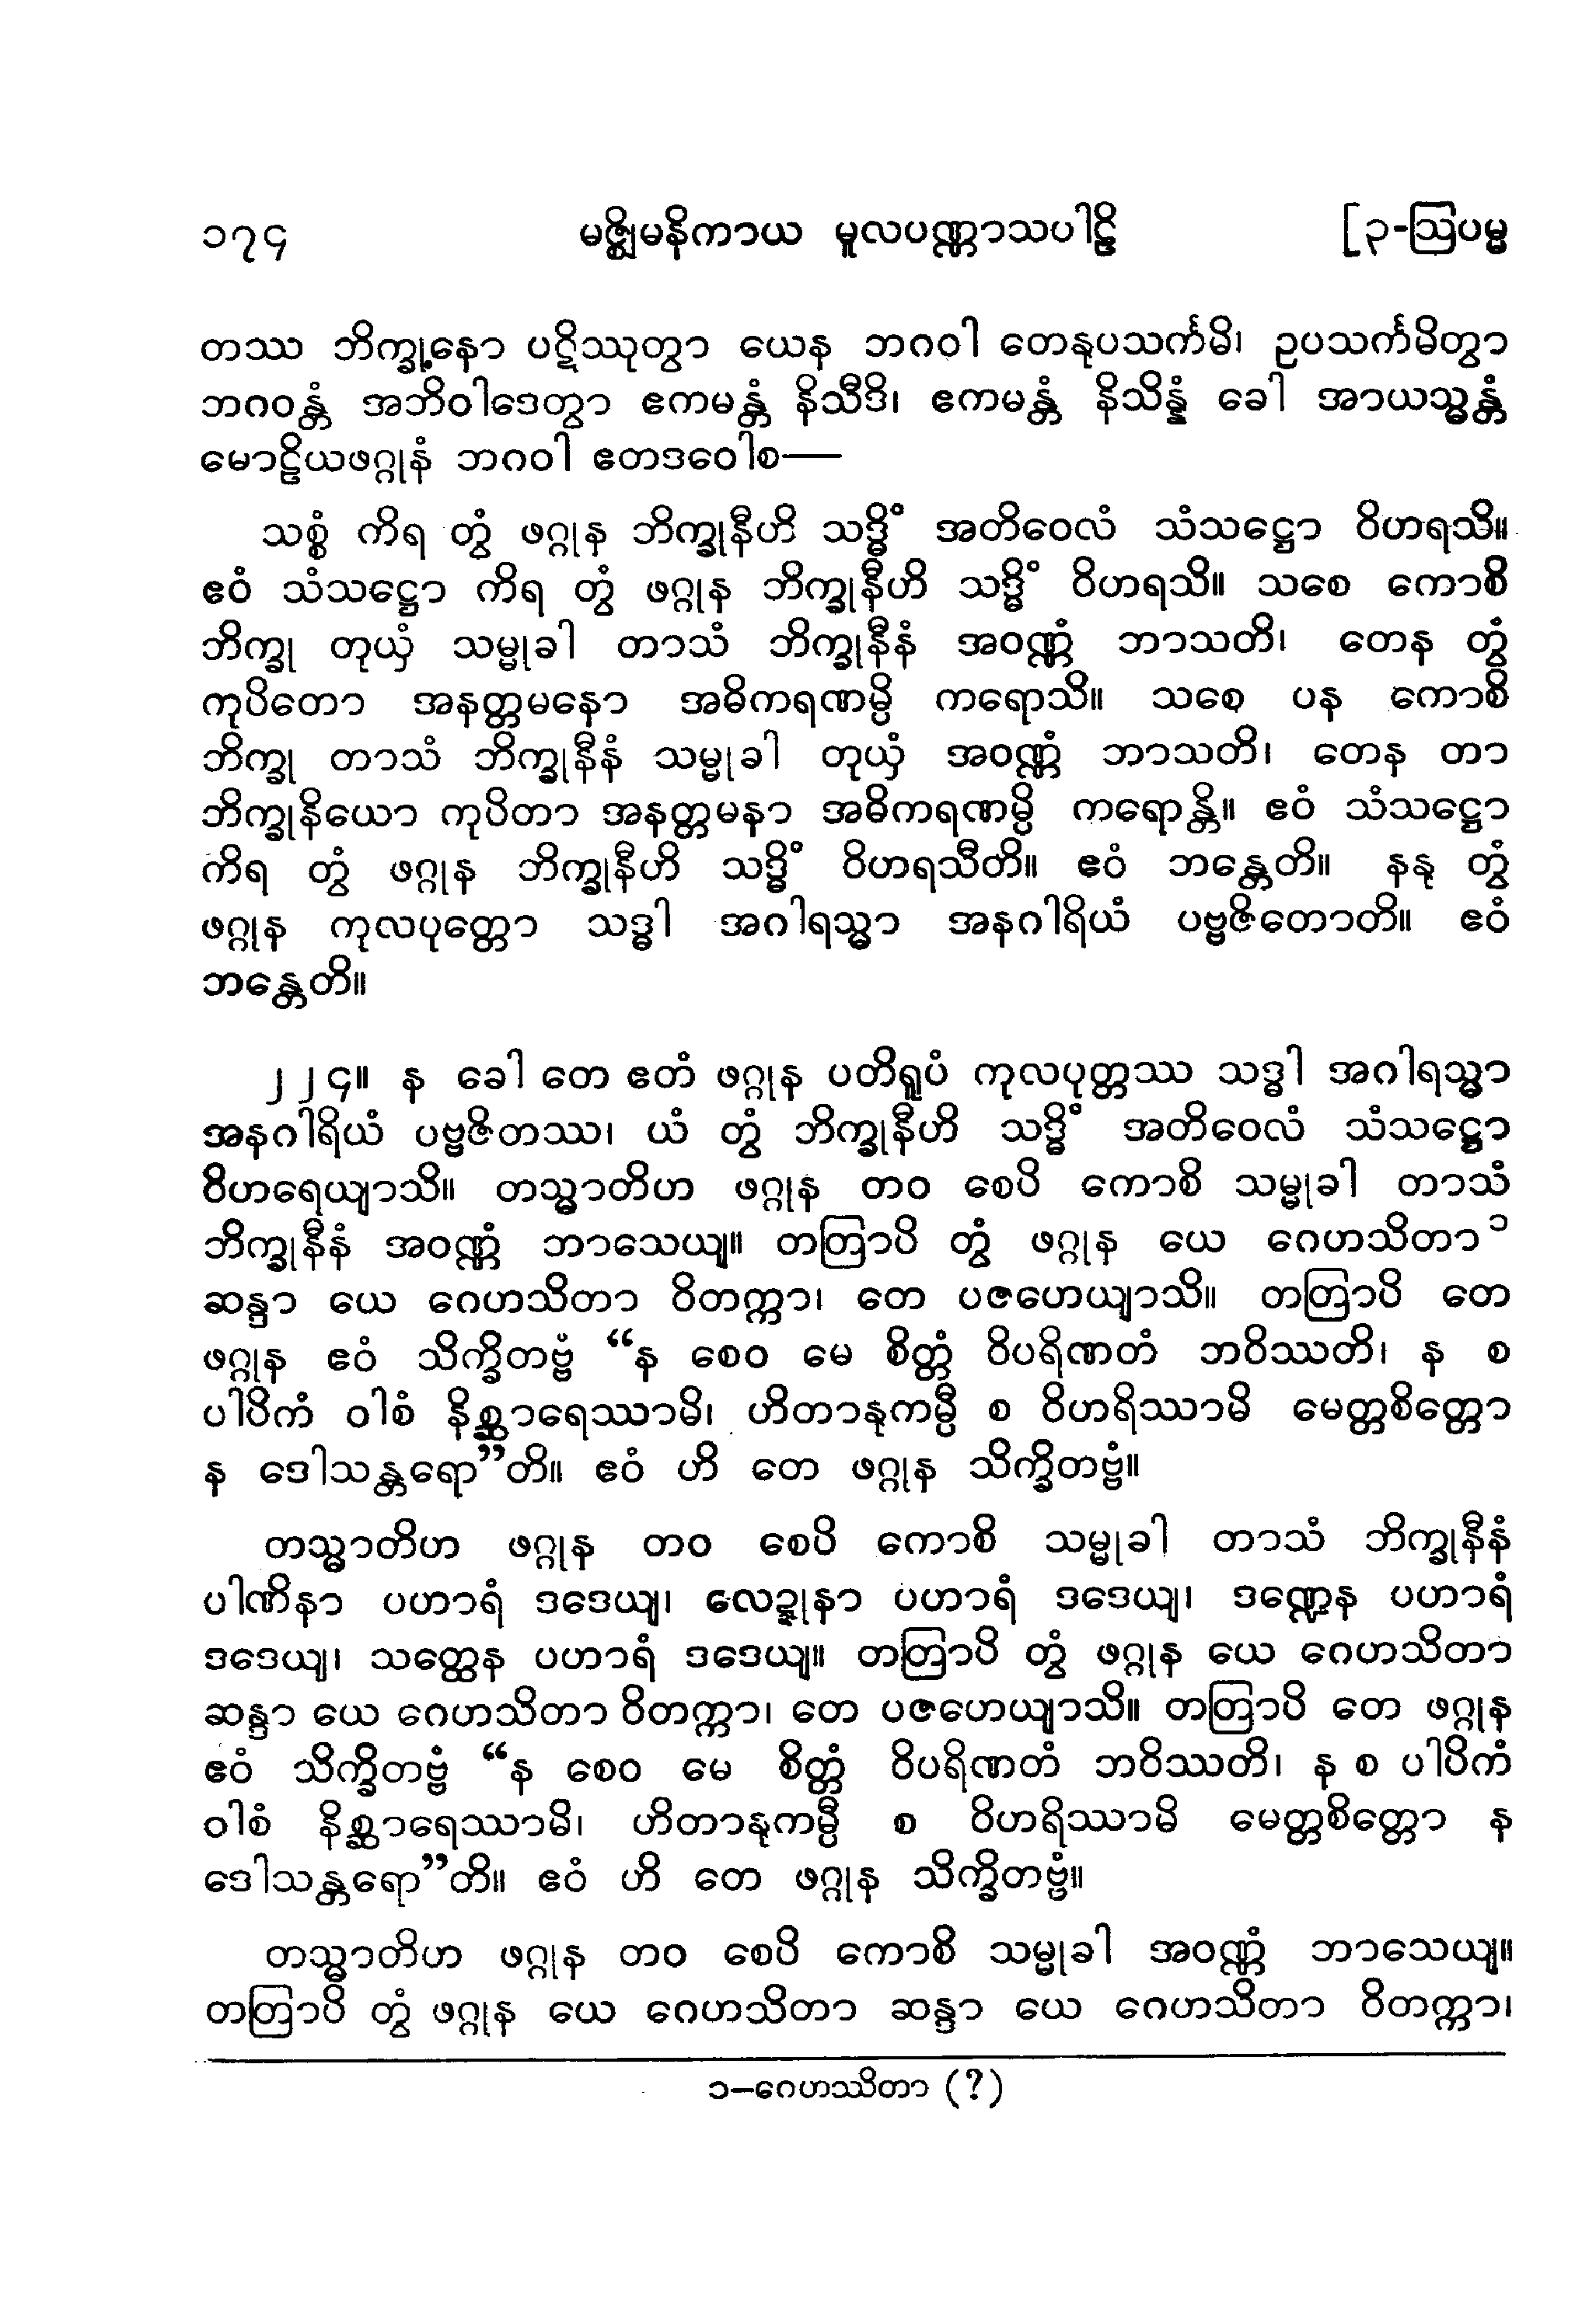 ၁၇၄ မဇ္ဈိမနိကာယ မူလပဏ္ဏာသပါဠိ [၃-ဩပမ္မ
တဿ ဘိက္ခုနော ပဋိဿုတွာ ယေန ဘဂဝါ တေနုပသင်္ကမိ၊ ဥပသင်္ကမိတွာ
ဘဂဝန္တံ အဘိဝါဒေတွာ ဧကမန္တံ နိသီဒိ၊ ဧကမန္တံ နိသိန္နံ ခေါ အာယသ္မန္တံ
မောဠိယဖဂ္ဂုနံ ဘဂဝါ ဧတဒဝေါစ—
သစ္စံ ကိရ တွံ ဖဂ္ဂုန ဘိက္ခုနီဟိ သဒ္ဓိံ အတိဝေလံ သံသဋ္ဌော ဝိဟရသိ။
ဧဝံ သံသဋ္ဌော ကိရ တွံ ဖဂ္ဂုန ဘိက္ခုနီဟိ သဒ္ဓိံ ဝိဟရသိ။ သစေ ကောစိ
ဘိက္ခု တုယှံ သမ္မုခါ တာသံ ဘိက္ခုနီနံ အဝဏ္ဏံ ဘာသတိ၊ တေန တွံ
ကုပိတော အနတ္တမနော အဓိကရဏမ္ပိ ကရောသိ။ သစေ ပန ကောစိ
ဘိက္ခု တာသံ ဘိက္ခုနီနံ သမ္မုခါ တုယှံ အဝဏ္ဏံ ဘာသတိ၊ တေန တာ
ဘိက္ခုနိယော ကုပိတာ အနတ္တမနာ အဓိကရဏမ္ပိ ကရောန္တိ။ ဧဝံ သံသဋ္ဌော
ကိရ တွံ ဖဂ္ဂုန ဘိက္ခုနီဟိ သဒ္ဓိံ ဝိဟရသီတိ။ ဧဝံ ဘန္တေတိ။ နနု တွံ
ဖဂ္ဂုန ကုလပုတ္တော သဒ္ဓါ အဂါရသ္မာ အနဂါရိယံ ပဗ္ဗဇိတောတိ။ ဧဝံ
ဘန္တေတိ။
၂၂၄။ န ခေါ တေ ဧတံ ဖဂ္ဂုန ပတိရူပံ ကုလပုတ္တဿ သဒ္ဓါ အဂါရသ္မာ
အနဂါရိယံ ပဗ္ဗဇိတဿ၊ ယံ တွံ ဘိက္ခုနီဟိ သဒ္ဓိံ အတိဝေလံ သံသဋ္ဌော
ဝိဟရေယျာသိ။ တသ္မာတိဟ ဖဂ္ဂုန တဝ စေပိ ကောစိ သမ္မုခါ တာသံ
ဘိက္ခုနီနံ အဝဏ္ဏံ ဘာသေယျ။ တတြာပိ တွံ ဖဂ္ဂုန ယေ ဂေဟသိတာ ၁
ဆန္ဒာ ယေ ဂေဟသိတာ ဝိတက္ကာ၊ တေ ပဇဟေယျာသိ။ တတြာပိ တေ
ဖဂ္ဂုန ဧဝံ သိက္ခိတဗ္ဗံ “န စေဝ မေ စိတ္တံ ဝိပရိဏတံ ဘဝိဿတိ၊ န စ
ပါပိကံ ဝါစံ နိစ္ဆာရေဿာမိ၊ ဟိတာနုကမ္ပီ စ ဝိဟရိဿာမိ မေတ္တစိတ္တော
န ဒေါသန္တရော”တိ။ ဧဝံ ဟိ တေ ဖဂ္ဂုန သိက္ခိတဗ္ဗံ။
တသ္မာတိဟ ဖဂ္ဂုန တဝ စေပိ ကောစိ သမ္မုခါ တာသံ ဘိက္ခုနီနံ
ပါဏိနာ ပဟာရံ ဒဒေယျ၊ လေဍ္ဍုနာ ပဟာရံ ဒဒေယျ၊ ဒဏ္ဍေန ပဟာရံ
ဒဒေယျ၊ သတ္ထေန ပဟာရံ ဒဒေယျ။ တတြာပိ တွံ ဖဂ္ဂုန ယေ ဂေဟသိတာ
ဆန္ဒာ ယေ ဂေဟသိတာ ဝိတက္ကာ၊ တေ ပဇဟေယျာသိ။ တတြာပိ တေ ဖဂ္ဂုန
ဧဝံ သိက္ခိတဗ္ဗံ “န စေဝ မေ စိတ္တံ ဝိပရိဏတံ ဘဝိဿတိ၊ န စ ပါပိကံ
ဝါစံ နိစ္ဆာရေဿာမိ၊ ဟိတာနုကမ္ပီ စ ဝိဟရိဿာမိ မေတ္တစိတ္တော န
ဒေါသန္တရော”တိ။ ဧဝံ ဟိ တေ ဖဂ္ဂုန သိက္ခိတဗ္ဗံ။
တသ္မာတိဟ ဖဂ္ဂုန တဝ စေပိ ကောစိ သမ္မုခါ အဝဏ္ဏံ ဘာသေယျ။
တတြာပိ တွံ ဖဂ္ဂုန ယေ ဂေဟသိတာ ဆန္ဒာ ယေ ဂေဟသိတာ ဝိတက္ကာ၊
၁–ဂေဟဿိတာ (?)